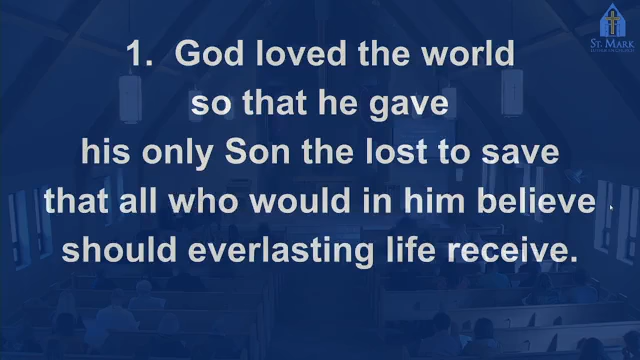 1. God loved the world
so that he gave
his only Son the lost to save
that all who would in him believe
should everlasting life receive.
St. Mark